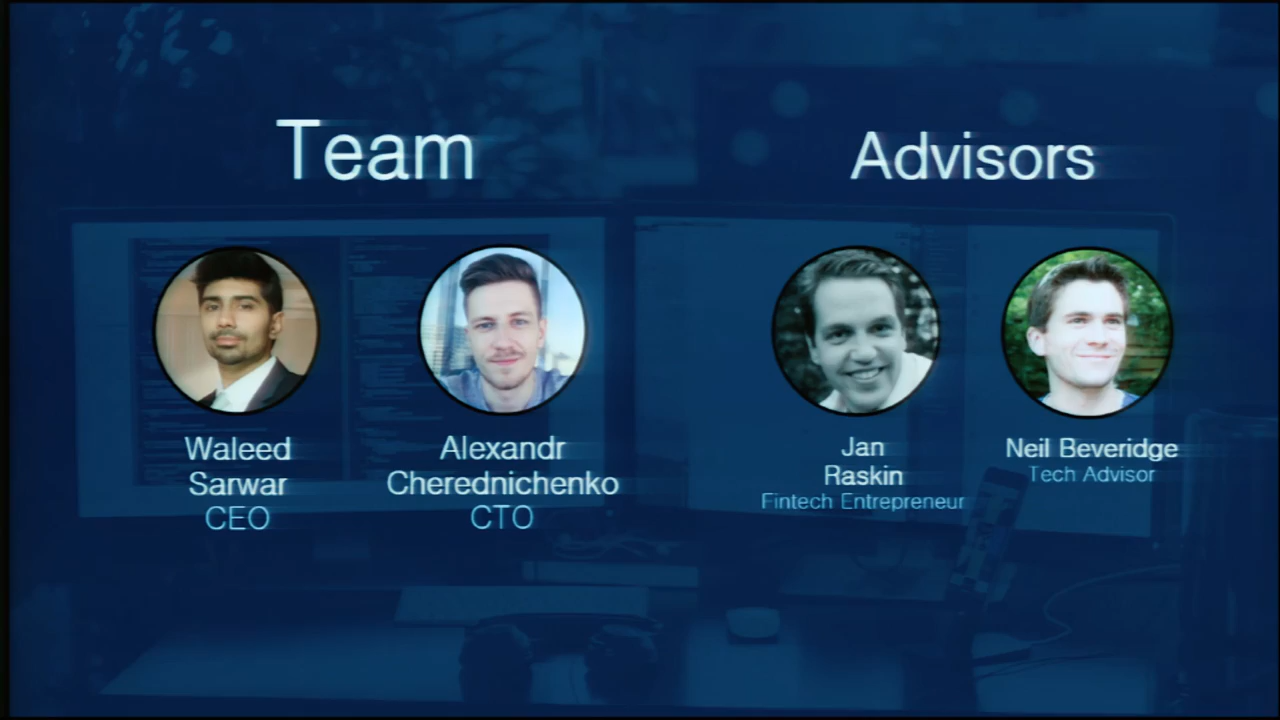 Team
Advisors
Waleed
Sarwar
CEO
Alexandr
Cherednichenko
CTO
Jan
Raskin
Fintech Entrepreneur
Neil Beveridge
Tech Advisor